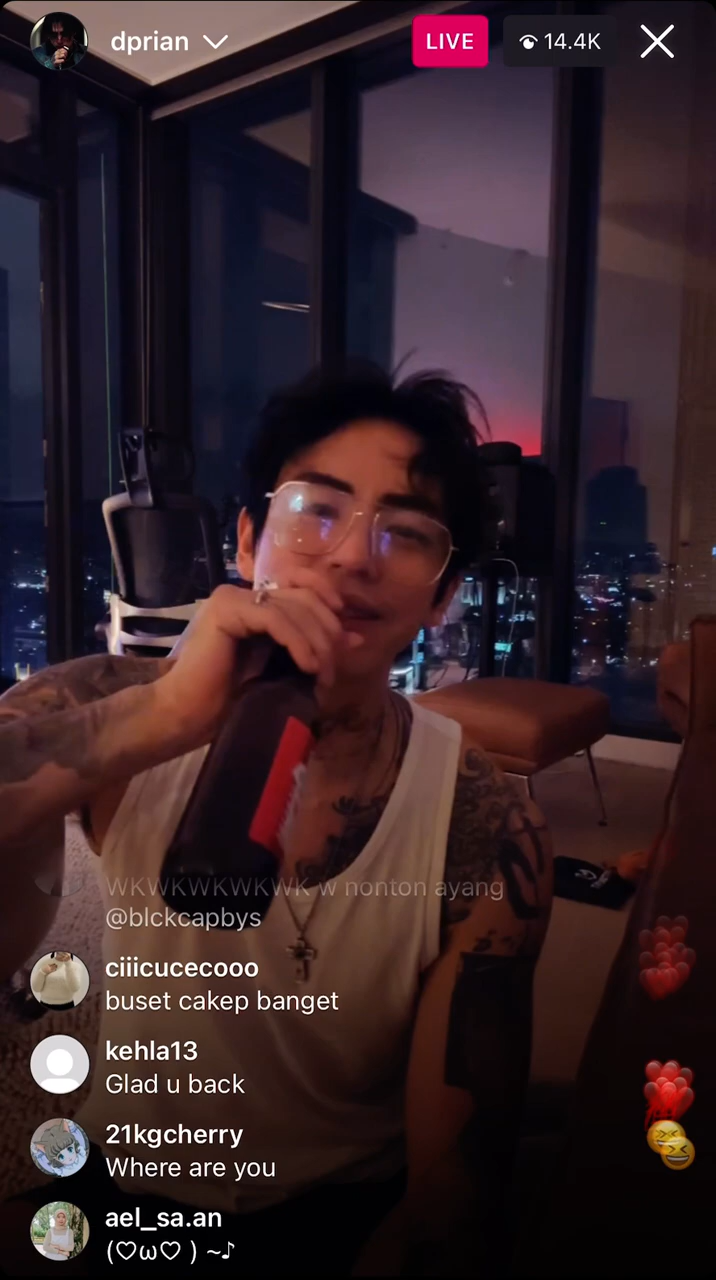 dprian
LIVE
14.4K
WKWKWKWKWK w nonton ayang
@blckcapbys
ciiicucecooo
buset cakep banget
kehla13
Glad u back
21kgcherry
Where are you
ael_sa.an
(♡ω♡ ) ~♪